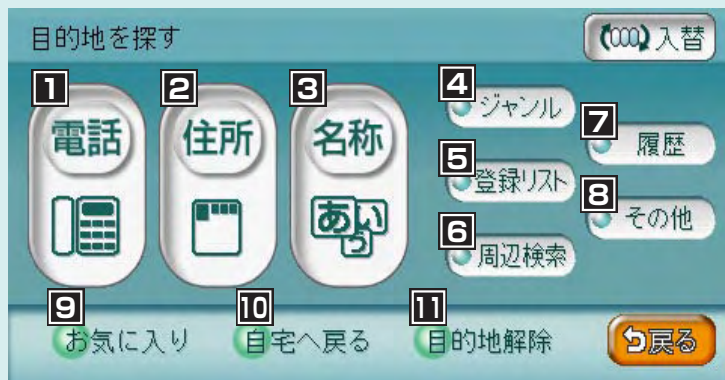 目的地を探す
入替
1 電話
2 住所
3 名称
あいう
4 ジャンル
5 登録リスト
6 周辺検索
7 履歴
8 その他
9 お気に入り
10 自宅へ戻る
11 目的地解除
戻る